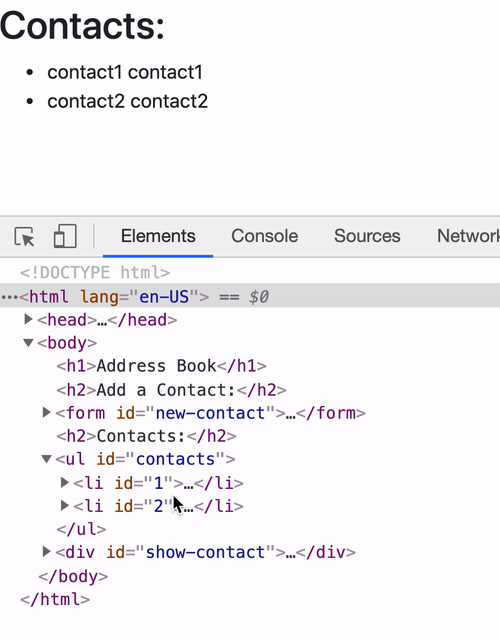 Contacts:
• contact1 contact1
• contact2 contact2
Elements Console Sources Network
<!DOCTYPE html>
…<html lang="en-US"> == $0
▶<head>…</head>
▼<body>
<h1>Address Book</h1>
<h2>Add a Contact:</h2>
▶<form id="new-contact">…</form>
<h2>Contacts:</h2>
▼<ul id="contacts">
▶<li id="1">…</li>
▶<li id="2">…</li>
</ul>
▶<div id="show-contact">…</div>
</body>
</html>